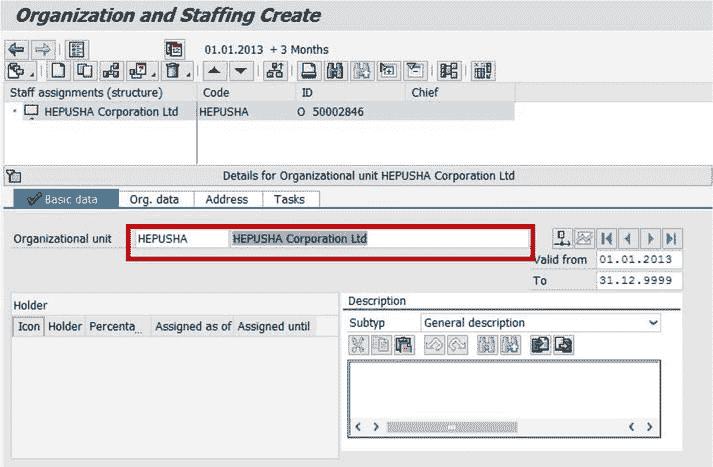 Organization and Staffing Create
01.01.2013 + 3 Months
Staff assignments (structure) Code ID Chief
HEPUSHA Corporation Ltd HEPUSHA O 50002846
Details for Organizational unit HEPUSHA Corporation Ltd
Basic data Org. data Address Tasks
Organizational unit HEPUSHA HEPUSHA Corporation Ltd
Valid from 01.01.2013
To 31.12.9999
Holder
Icon Holder Percenta... Assigned as of Assigned until
Description
Subtyp General description